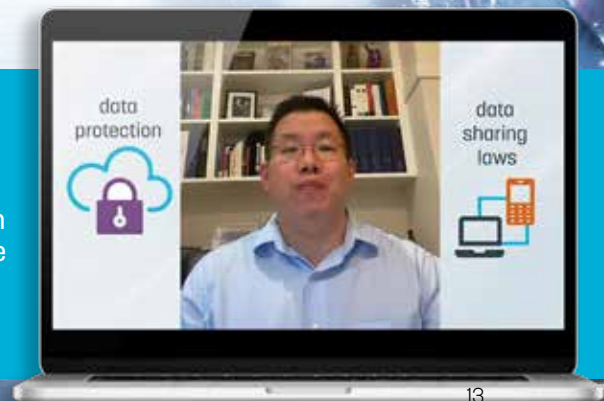 data
protection
data
sharing
laws
13